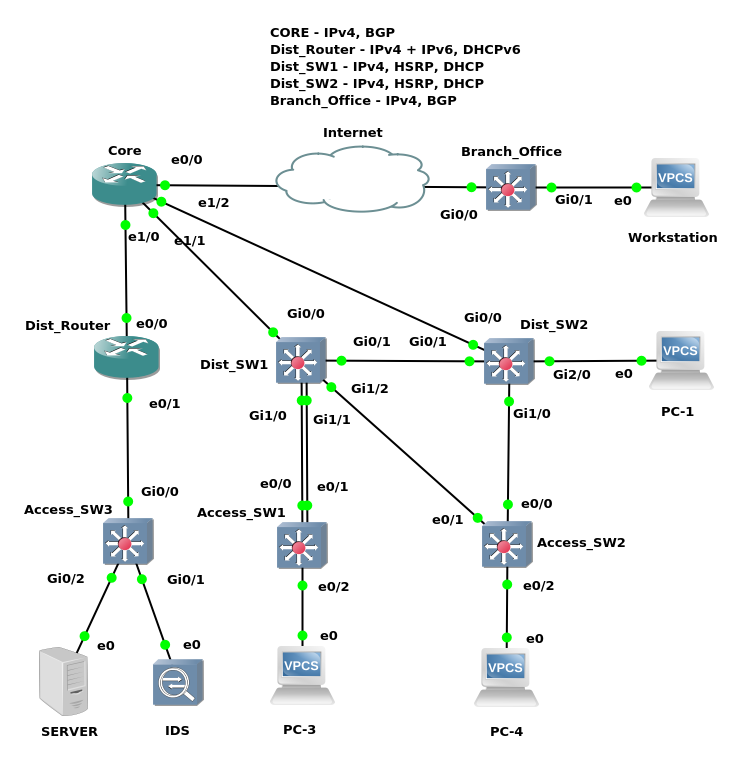 CORE - IPv4, BGP
Dist_Router - IPv4 + IPv6, DHCPv6
Dist_SW1 - IPv4, HSRP, DHCP
Dist_SW2 - IPv4, HSRP, DHCP
Branch_Office - IPv4, BGP
Internet
Core
e0/0
Branch_Office
VPCS
e1/2
Gi0/0
Gi0/1
e0
e1/0
e1/1
Workstation
Gi0/0
Gi0/0
Dist_Router
e0/0
Dist_SW2
Dist_SW1
Gi0/1
Gi0/1
VPCS
Gi2/0
e0
Gi1/2
e0/1
Gi1/0
Gi1/1
Gi1/0
PC-1
Gi0/0
e0/0
e0/1
Access_SW3
Access_SW1
e0/0
e0/1
Access_SW2
Gi0/2
Gi0/1
e0/2
e0/2
e0
e0
e0
e0
VPCS
VPCS
SERVER
IDS
PC-3
PC-4